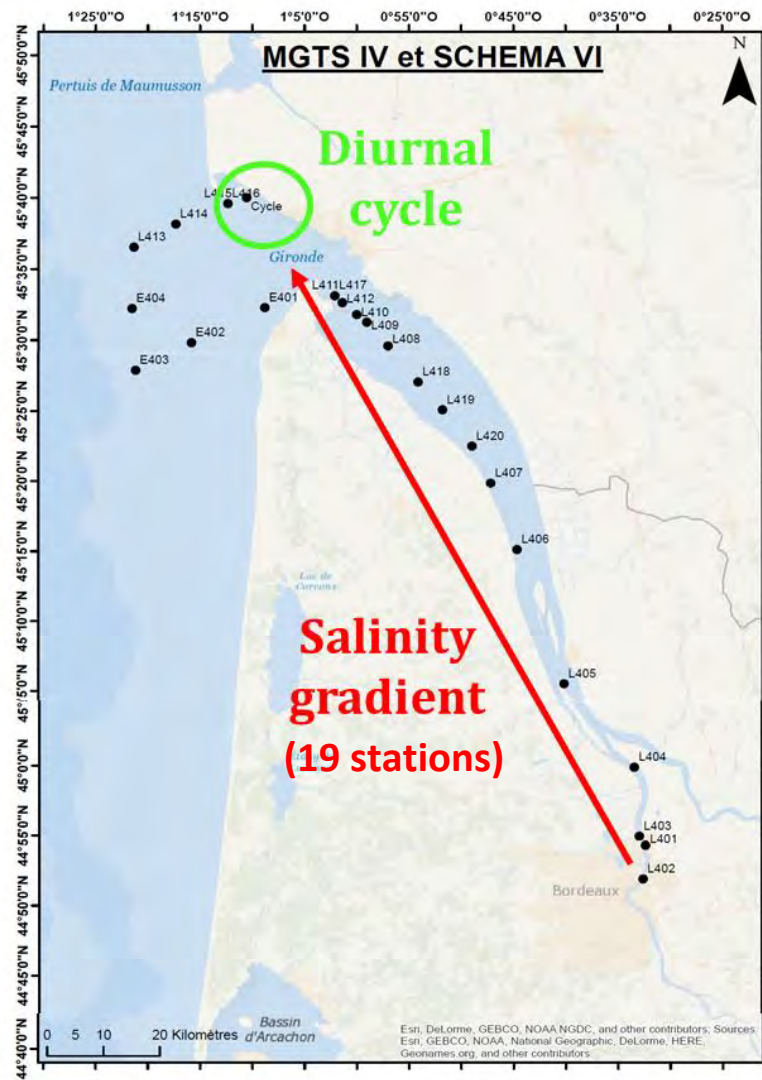 1°25'0"O
1°15'0"O
1°5'0"O
0°55'0"O
0°45'0"O
0°35'0"O
0°25'0"O
MGTS IV et SCHEMA VI
N
Pertuis de Maumusson
Diurnal
cycle
L415 L416
Cycle
L414
L413
Gironde
E404
E401
L411 L417
L412
L410
L409
E402
L408
E403
L418
L419
L420
L407
L406
Salinity
gradient
(19 stations)
L405
L404
L403
L401
L402
Bordeaux
Bassin
d'Arcachon
0 5 10 20 Kilomètres
Esri, DeLorme, GEBCO, NOAA NGDC, and other contributors; Sources:
Esri, GEBCO, NOAA, National Geographic, DeLorme, HERE,
Geonames.org, and other contributors
45°50'0"N
45°45'0"N
45°40'0"N
45°35'0"N
45°30'0"N
45°25'0"N
45°20'0"N
45°15'0"N
45°10'0"N
45°5'0"N
45°0'0"N
44°55'0"N
44°50'0"N
44°45'0"N
44°40'0"N